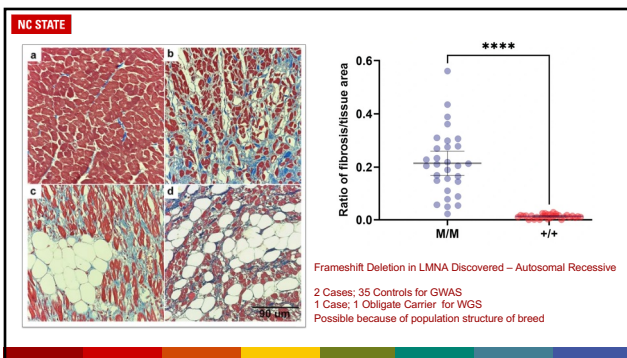 NC STATE
a
b
c
d
90 um
****
0.6
0.4
0.2
0.0
Ratio of fibrosis/tissue area
M/M
+/+
Frameshift Deletion in LMNA Discovered – Autosomal Recessive
2 Cases; 35 Controls for GWAS
1 Case; 1 Obligate Carrier for WGS
Possible because of population structure of breed